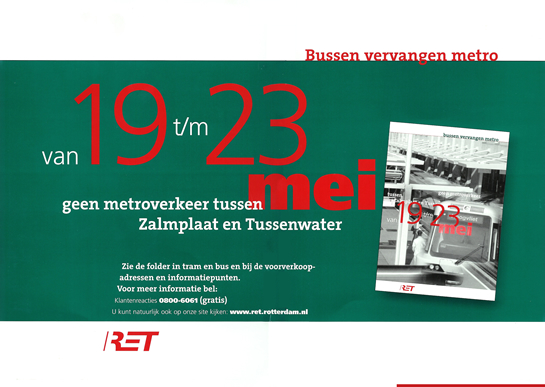 Bussen vervangen metro
van 19 t/m 23
mei
geen metroverkeer tussen
Zalmplaat en Tussenwater
Zie de folder in tram en bus en bij de voorverkoop-
adressen en informatiepunten.
Voor meer informatie bel:
Klantenreacties 0800-6061 (gratis)
U kunt natuurlijk ook op onze site kijken: www.ret.rotterdam.nl
RET
bussen vervangen metro
van 19 t/m 23
mei
RET